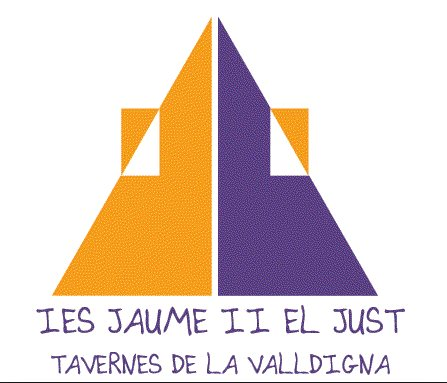 IES JAUME II EL JUST
TAVERNES DE LA VALLDIGNA